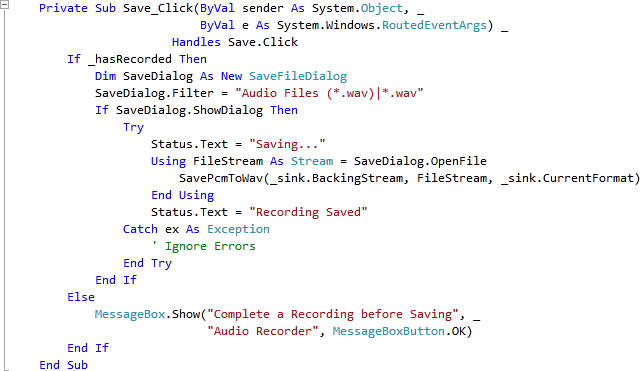 Private Sub Save_Click(ByVal sender As System.Object, _
                       ByVal e As System.Windows.RoutedEventArgs) _
                   Handles Save.Click
    If _hasRecorded Then
        Dim SaveDialog As New SaveFileDialog
        SaveDialog.Filter = "Audio Files (*.wav)|*.wav"
        If SaveDialog.ShowDialog Then
            Try
                Status.Text = "Saving..."
                Using FileStream As Stream = SaveDialog.OpenFile
                    SavePcmToWav(_sink.BackingStream, FileStream, _sink.CurrentFormat)
                End Using
                Status.Text = "Recording Saved"
            Catch ex As Exception
                ' Ignore Errors
            End Try
        End If
    Else
        MessageBox.Show("Complete a Recording before Saving", _
                        "Audio Recorder", MessageBoxButton.OK)
    End If
End Sub